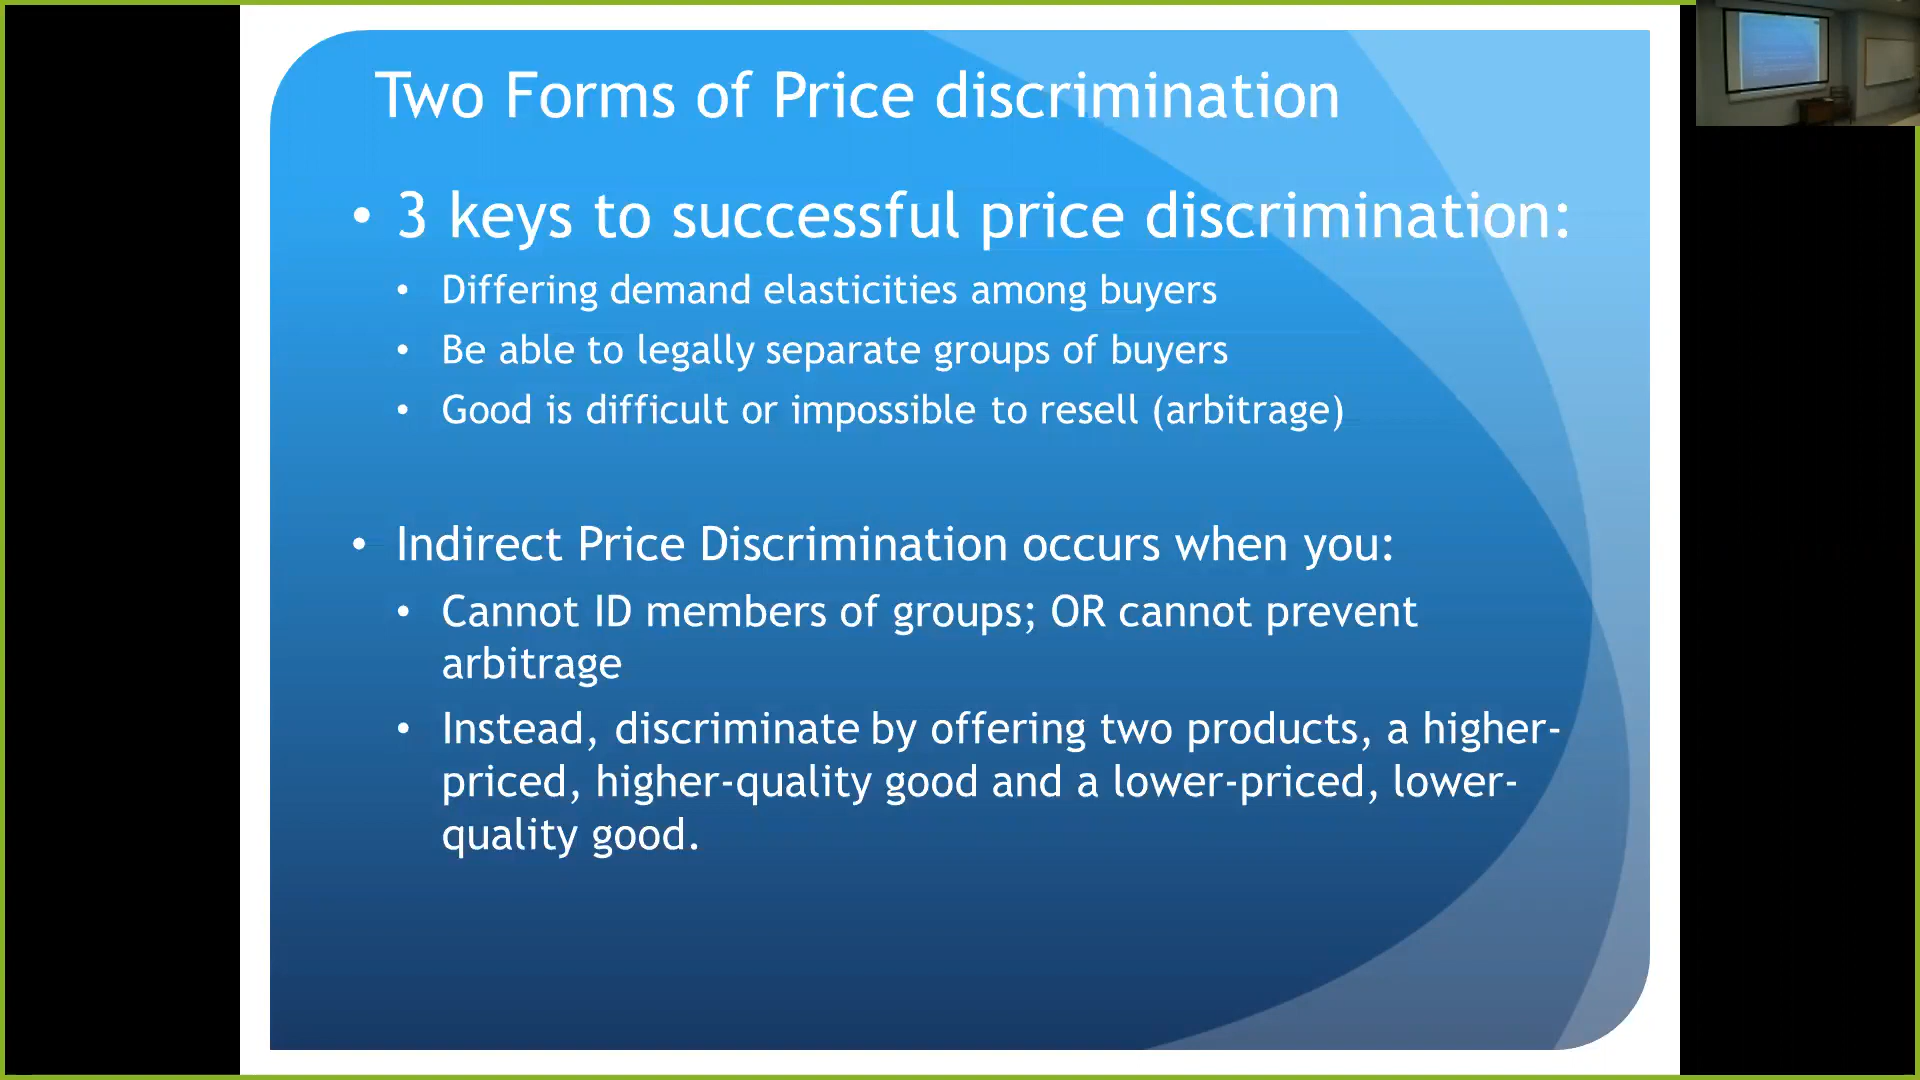 Two Forms of Price discrimination
• 3 keys to successful price discrimination:
• Differing demand elasticities among buyers
• Be able to legally separate groups of buyers
• Good is difficult or impossible to resell (arbitrage)
• Indirect Price Discrimination occurs when you:
• Cannot ID members of groups; OR cannot prevent
arbitrage
• Instead, discriminate by offering two products, a higher-
priced, higher-quality good and a lower-priced, lower-
quality good.